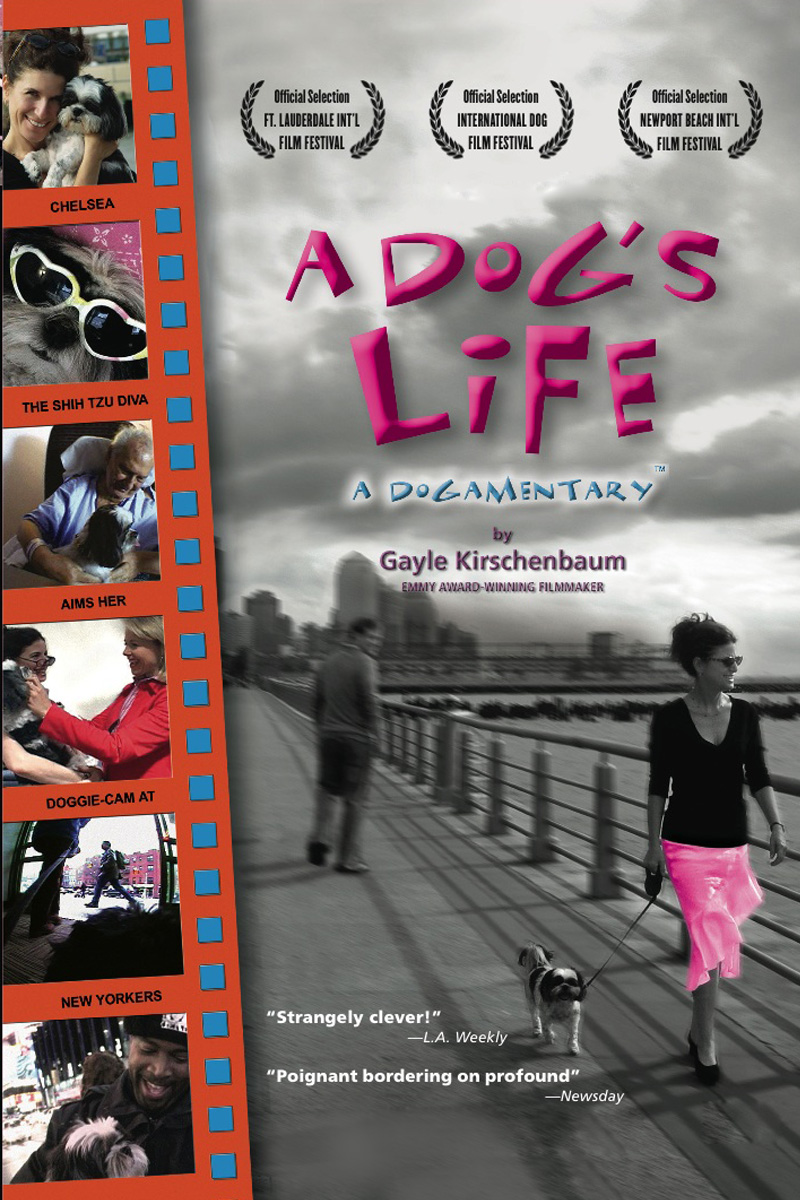 Official Selection
FT. LAUDERDALE INT'L
FILM FESTIVAL
Official Selection
INTERNATIONAL DOG
FILM FESTIVAL
Official Selection
NEWPORT BEACH INT'L
FILM FESTIVAL
A DOG'S
LiFE
A DOGAMENTARY™
by
Gayle Kirschenbaum
EMMY AWARD-WINNING FILMMAKER
CHELSEA
THE SHIH TZU DIVA
AIMS HER
DOGGIE-CAM AT
NEW YORKERS
“Strangely clever!”
—L.A. Weekly
“Poignant bordering on profound”
—Newsday